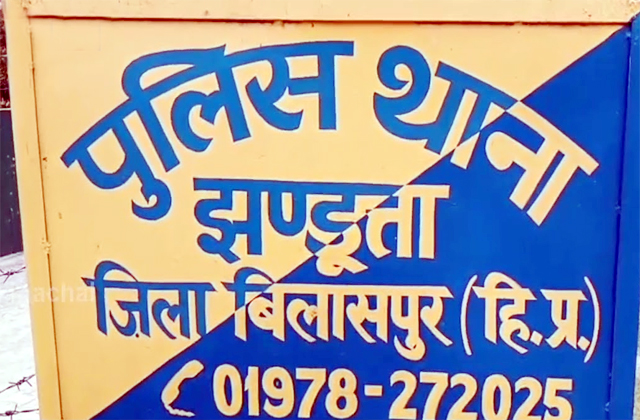 पुलिस थाना
झण्डूता
ज़िला बिलासपुर (हि.प्र.)
01978-272025